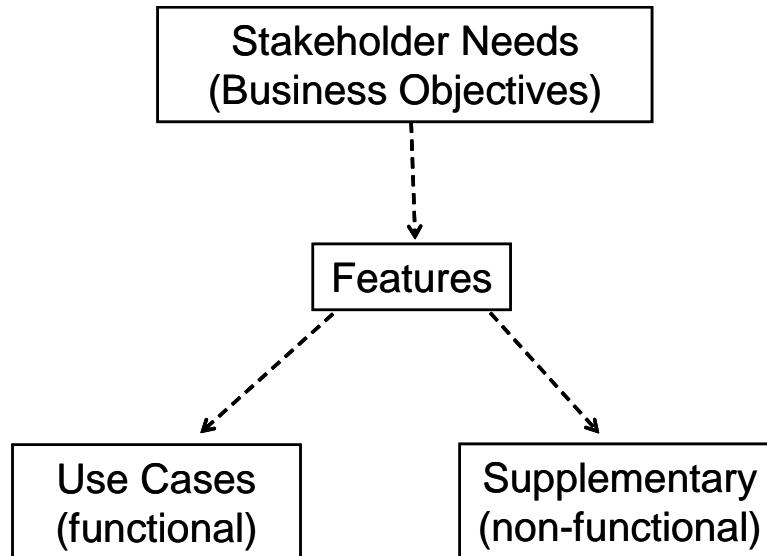 Stakeholder Needs
(Business Objectives)
Features
Use Cases
(functional)
Supplementary
(non-functional)